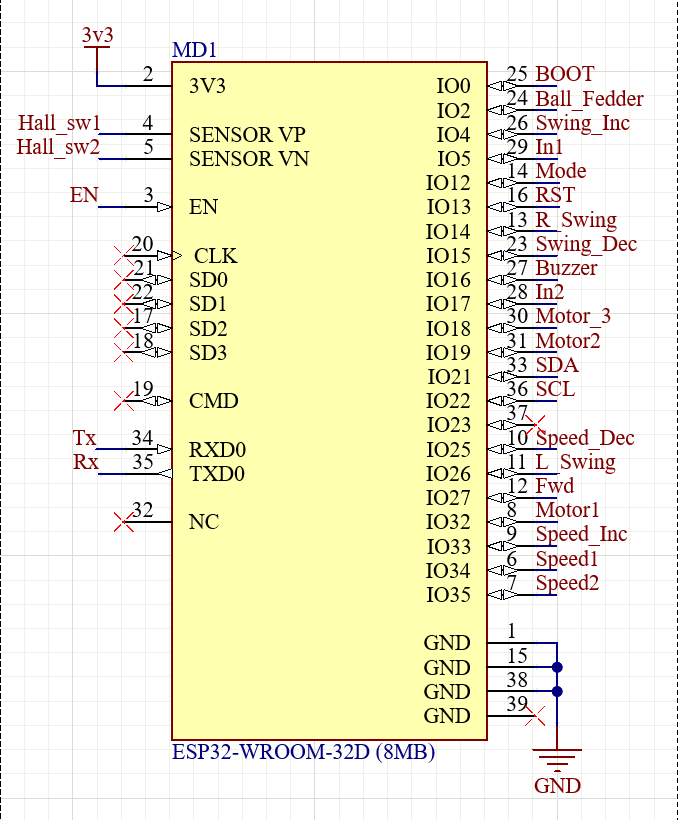 3v3
MD1
2 3V3
Hall_sw1 4 SENSOR VP
Hall_sw2 5 SENSOR VN
EN 3 EN
20 CLK
21 SD0
22 SD1
17 SD2
18 SD3
19 CMD
Tx 34 RXD0
Rx 35 TXD0
32 NC
IO0 25 BOOT
IO2 24 Ball_Fedder
IO4 26 Swing_Inc
IO5 29 In1
IO12 14 Mode
IO13 16 RST
IO14 13 R_Swing
IO15 23 Swing_Dec
IO16 27 Buzzer
IO17 28 In2
IO18 30 Motor_3
IO19 31 Motor2
IO21 33 SDA
IO22 36 SCL
IO23 37
IO25 10 Speed_Dec
IO26 11 L_Swing
IO27 12 Fwd
IO32 8 Motor1
IO33 9 Speed_Inc
IO34 6 Speed1
IO35 7 Speed2
GND 1
GND 15
GND 38
GND 39
ESP32-WROOM-32D (8MB)
GND